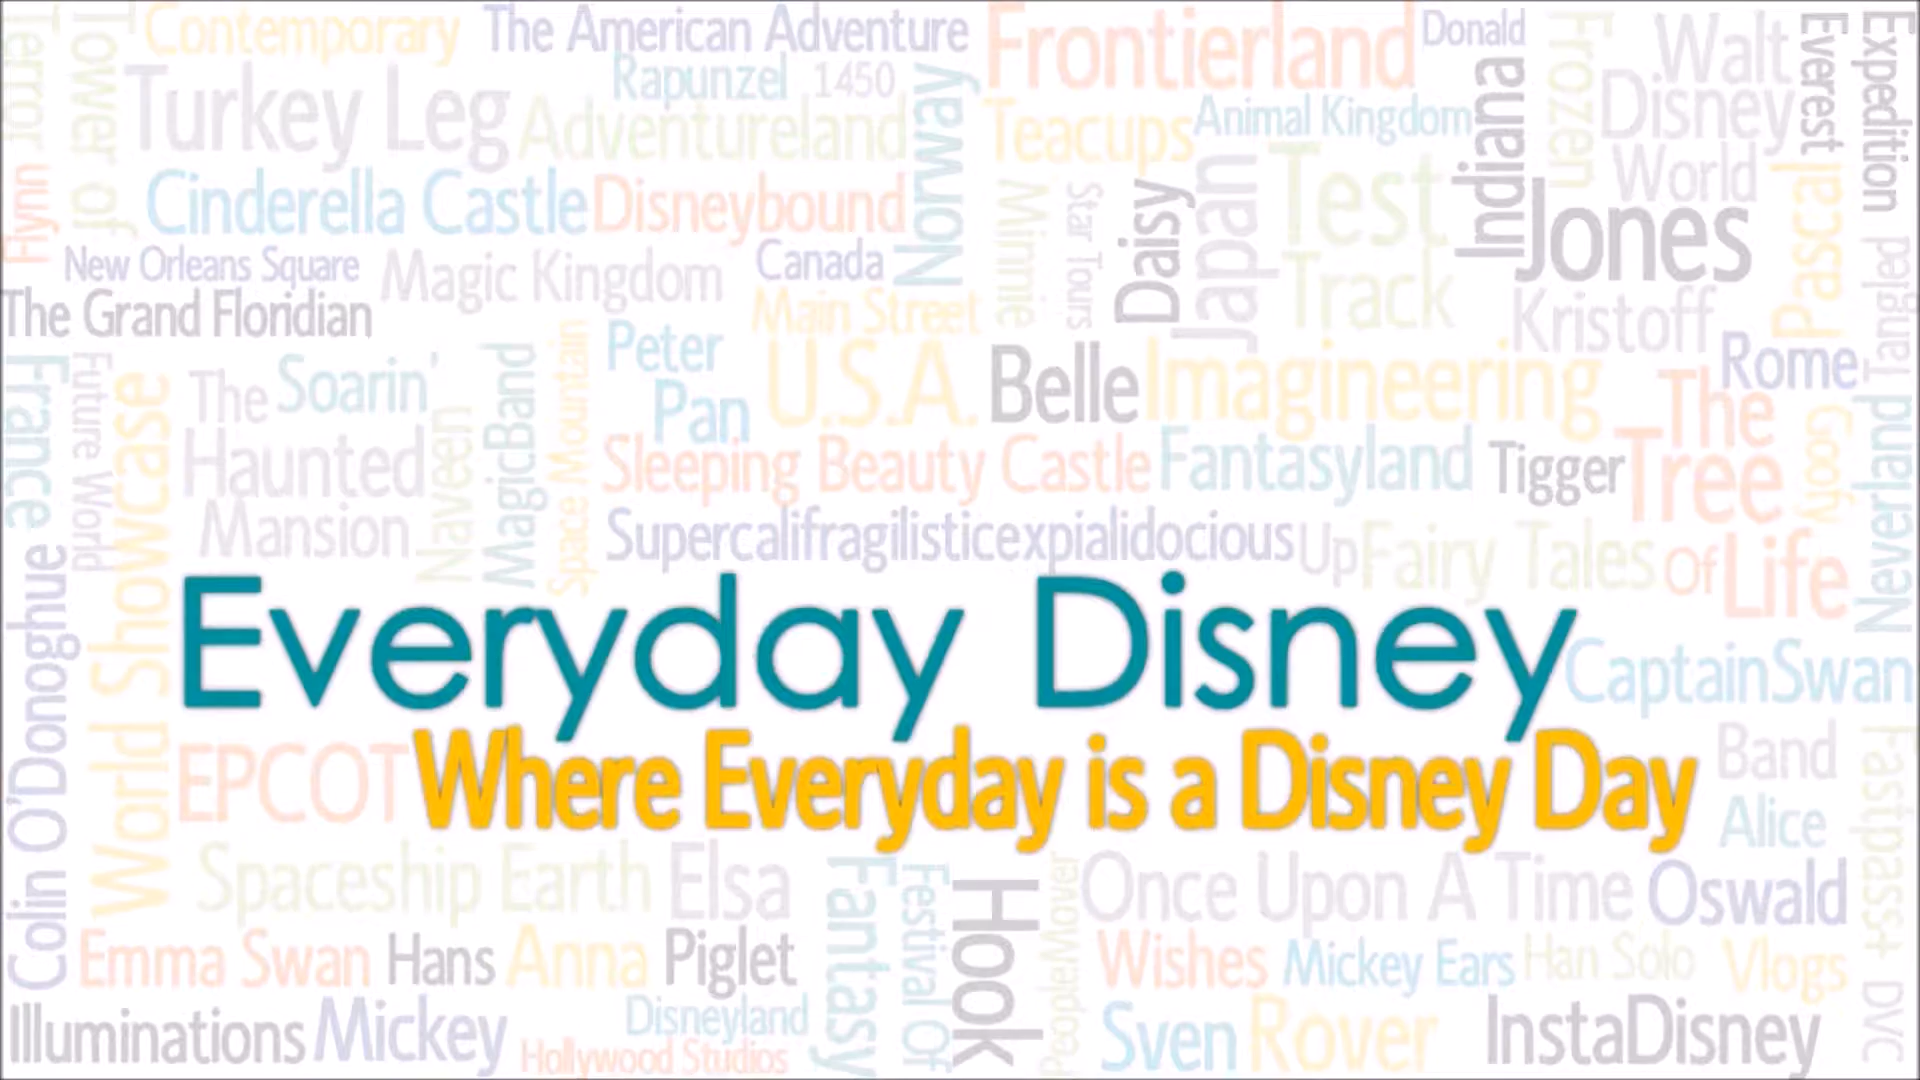 Terror
Tower of
Contemporary
The American Adventure
Frontierland
Donald
Frozen
Walt
Disney
World
Everest
Expedition
Turkey Leg
Rapunzel
1450
Adventureland
Norway
Teacups
Animal Kingdom
Indiana
Jones
Flynn
Cinderella Castle
Disneybound
Minnie
Star Tours
Daisy
Japan
Test
Track
Pascal
Tangled
New Orleans Square
Magic Kingdom
Canada
The Grand Floridian
Main Street
U.S.A.
Kristoff
Rome
France
Future World
World Showcase
The
Haunted
Mansion
Soarin'
Naveen
MagicBand
Space Mountain
Peter
Pan
Belle
Imagineering
The
Tree
Of
Life
Goofy
Neverland
Sleeping Beauty Castle
Fantasyland
Tigger
Supercalifragilisticexpialidocious
Up
Fairy Tales
Colin O'Donoghue
Everyday Disney
CaptainSwan
EPCOT
Where Everyday is a Disney Day
Band
Alice
Fastpass+
Spaceship Earth
Elsa
Festival Of
Fantasy
Hook
PeopleMover
Once Upon A Time
Oswald
Emma Swan
Hans
Anna
Piglet
Wishes
Mickey Ears
Han Solo
Vlogs
DVC
Illuminations
Mickey
Disneyland
Hollywood Studios
Sven
Rover
InstaDisney